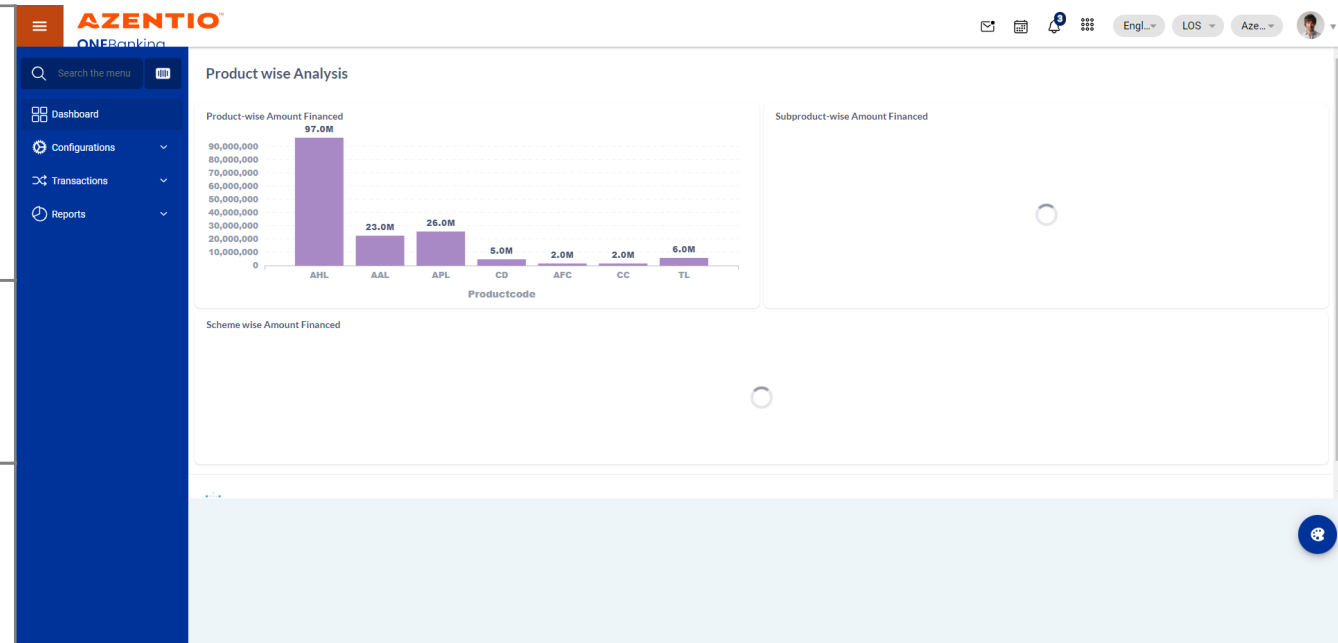 AZENTIO™
ONEBanking
3
Engl...
LOS
Aze...
Search the menu
Dashboard
Configurations
Transactions
Reports
Product wise Analysis
Product-wise Amount Financed
97.0M
90,000,000
80,000,000
70,000,000
60,000,000
50,000,000
40,000,000
30,000,000
20,000,000
10,000,000
0
23.0M
26.0M
5.0M
2.0M
2.0M
6.0M
AHL AAL APL CD AFC CC TL
Productcode
Subproduct-wise Amount Financed
Scheme wise Amount Financed